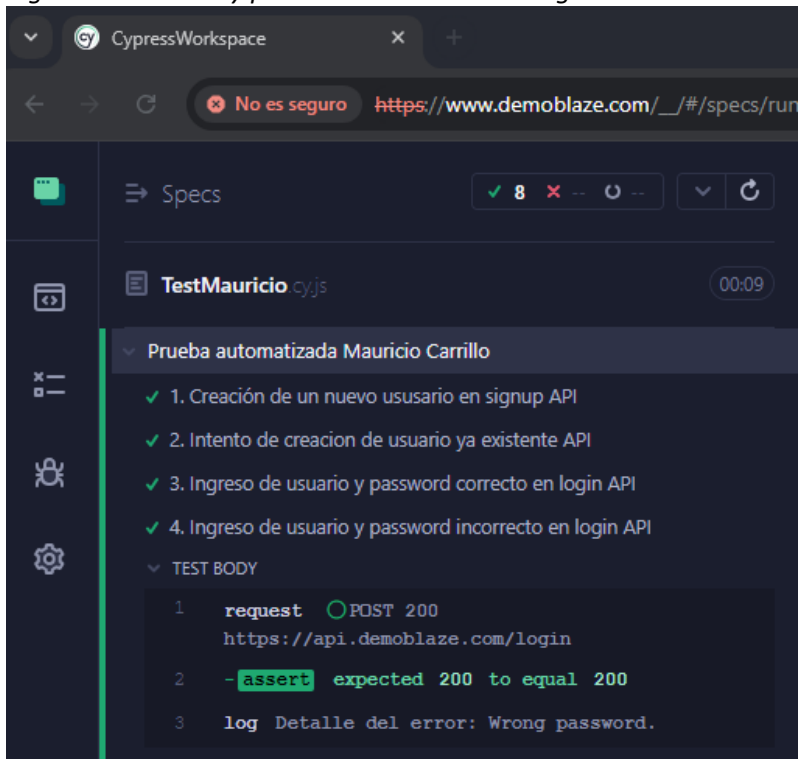 CypressWorkspace
No es seguro https://www.demoblaze.com/__/#/specs/run
Specs
8 -- --
TestMauricio.cy.js 00:09
Prueba automatizada Mauricio Carrillo
1. Creación de un nuevo ususario en signup API
2. Intento de creacion de usuario ya existente API
3. Ingreso de usuario y password correcto en login API
4. Ingreso de usuario y password incorrecto en login API
TEST BODY
1 request POST 200
https://api.demoblaze.com/login
2 -assert expected 200 to equal 200
3 log Detalle del error: Wrong password.